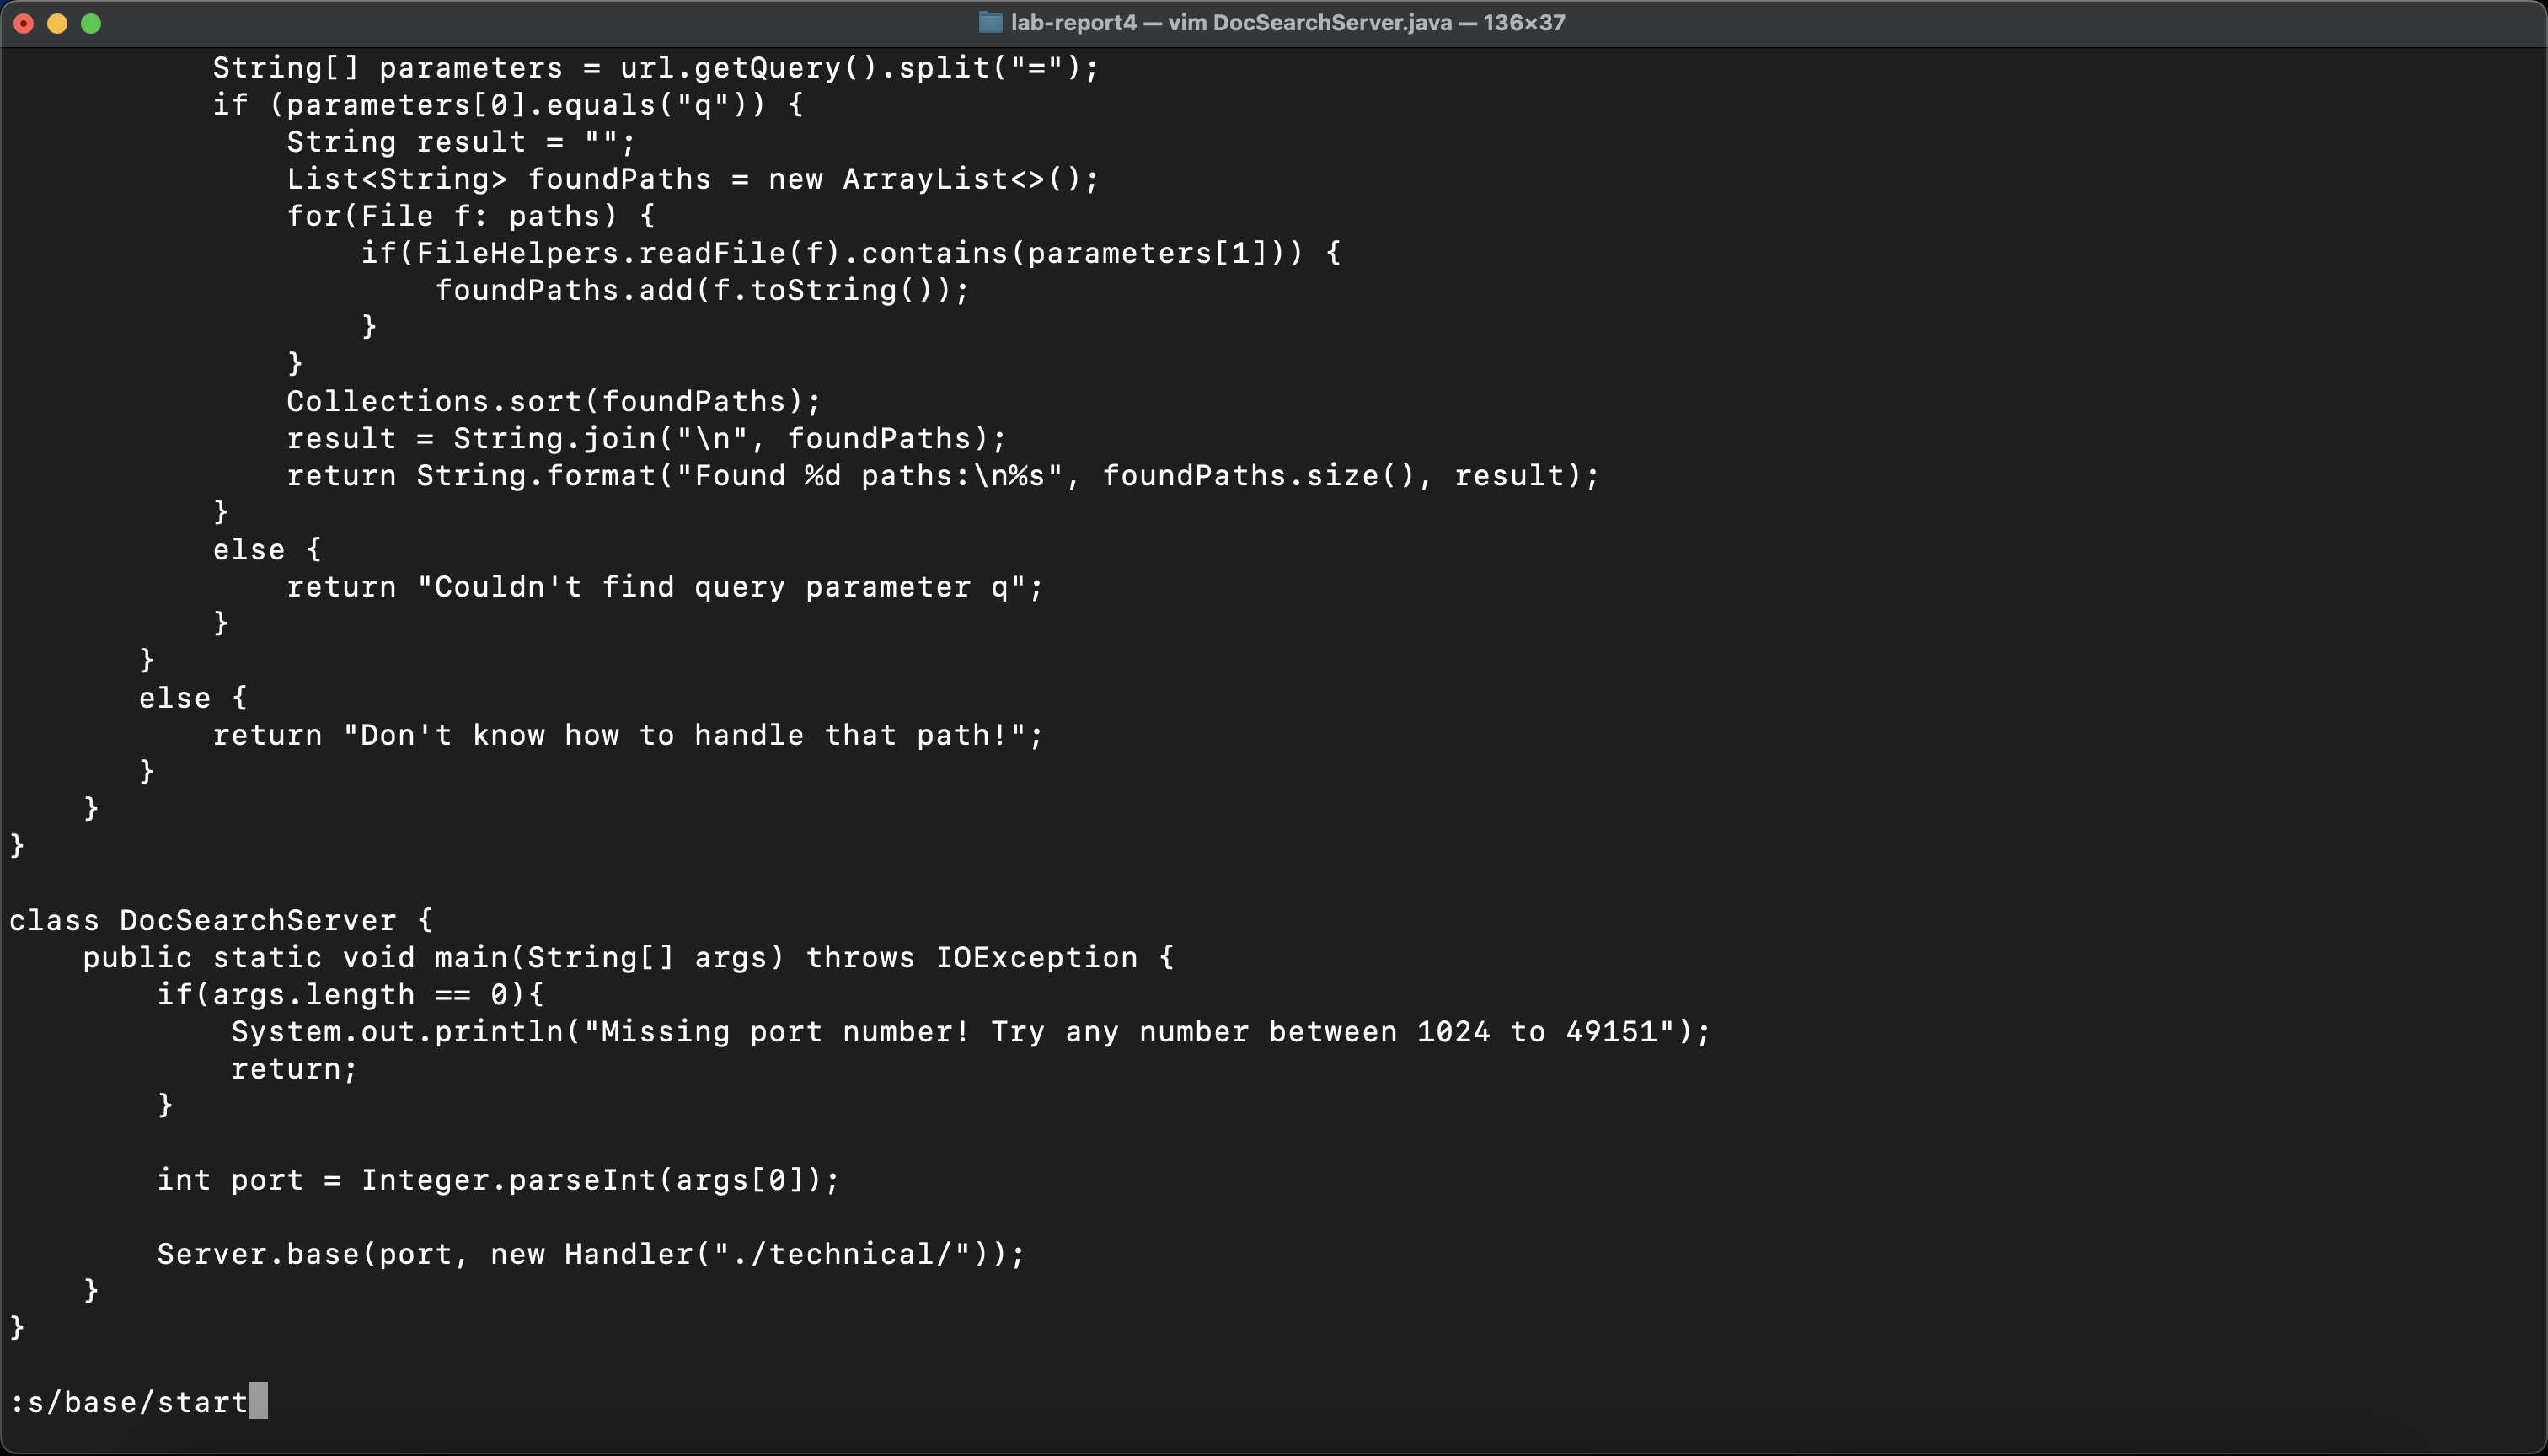 lab-report4 — vim DocSearchServer.java — 136×37
            String[] parameters = url.getQuery().split("=");
            if (parameters[0].equals("q")) {
                String result = "";
                List<String> foundPaths = new ArrayList<>();
                for(File f: paths) {
                    if(FileHelpers.readFile(f).contains(parameters[1])) {
                        foundPaths.add(f.toString());
                    }
                }
                Collections.sort(foundPaths);
                result = String.join("\n", foundPaths);
                return String.format("Found %d paths:\n%s", foundPaths.size(), result);
            }
            else {
                return "Couldn't find query parameter q";
            }
        }
        else {
            return "Don't know how to handle that path!";
        }
    }
}

class DocSearchServer {
    public static void main(String[] args) throws IOException {
        if(args.length == 0){
            System.out.println("Missing port number! Try any number between 1024 to 49151");
            return;
        }

        int port = Integer.parseInt(args[0]);

        Server.base(port, new Handler("./technical/"));
    }
}

:s/base/start